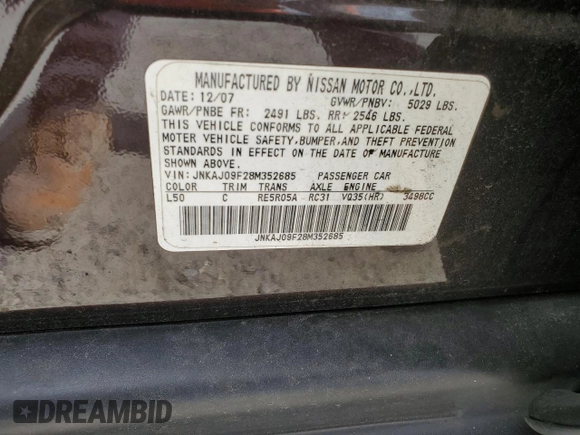 MANUFACTURED BY NISSAN MOTOR CO.,LTD.
DATE: 12/07 GVWR/PNBV: 5029 LBS.
GAWR/PNBE FR: 2491 LBS. RR: 2546 LBS.
THIS VEHICLE CONFORMS TO ALL APPLICABLE FEDERAL
MOTOR VEHICLE SAFETY,BUMPER,AND THEFT PREVENTION
STANDARDS IN EFFECT ON THE DATE OF MANUFACTURE
SHOWN ABOVE.
VIN: JNKAJ09F28M352685 PASSENGER CAR
COLOR TRIM TRANS AXLE ENGINE
L50 C RE5R05A RC31 VQ35(HR) 3498CC
JNKAJ09F28M352685
DREAMBID